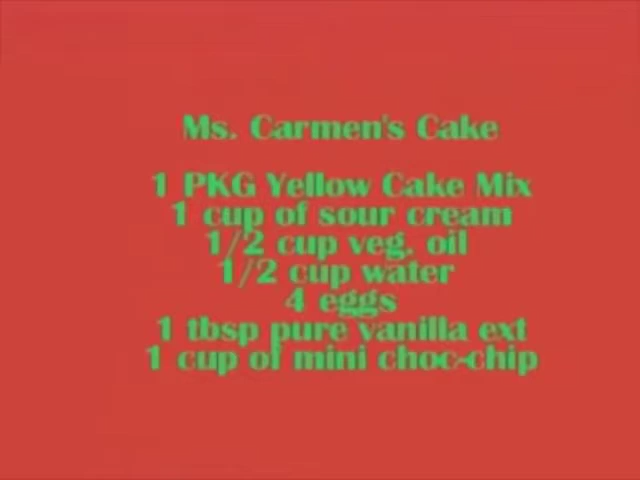 Ms. Carmen's Cake
1 PKG Yellow Cake Mix
1 cup of sour cream
1/2 cup veg. oil
1/2 cup water
4 eggs
1 tbsp pure vanilla ext
1 cup of mini choc-chip